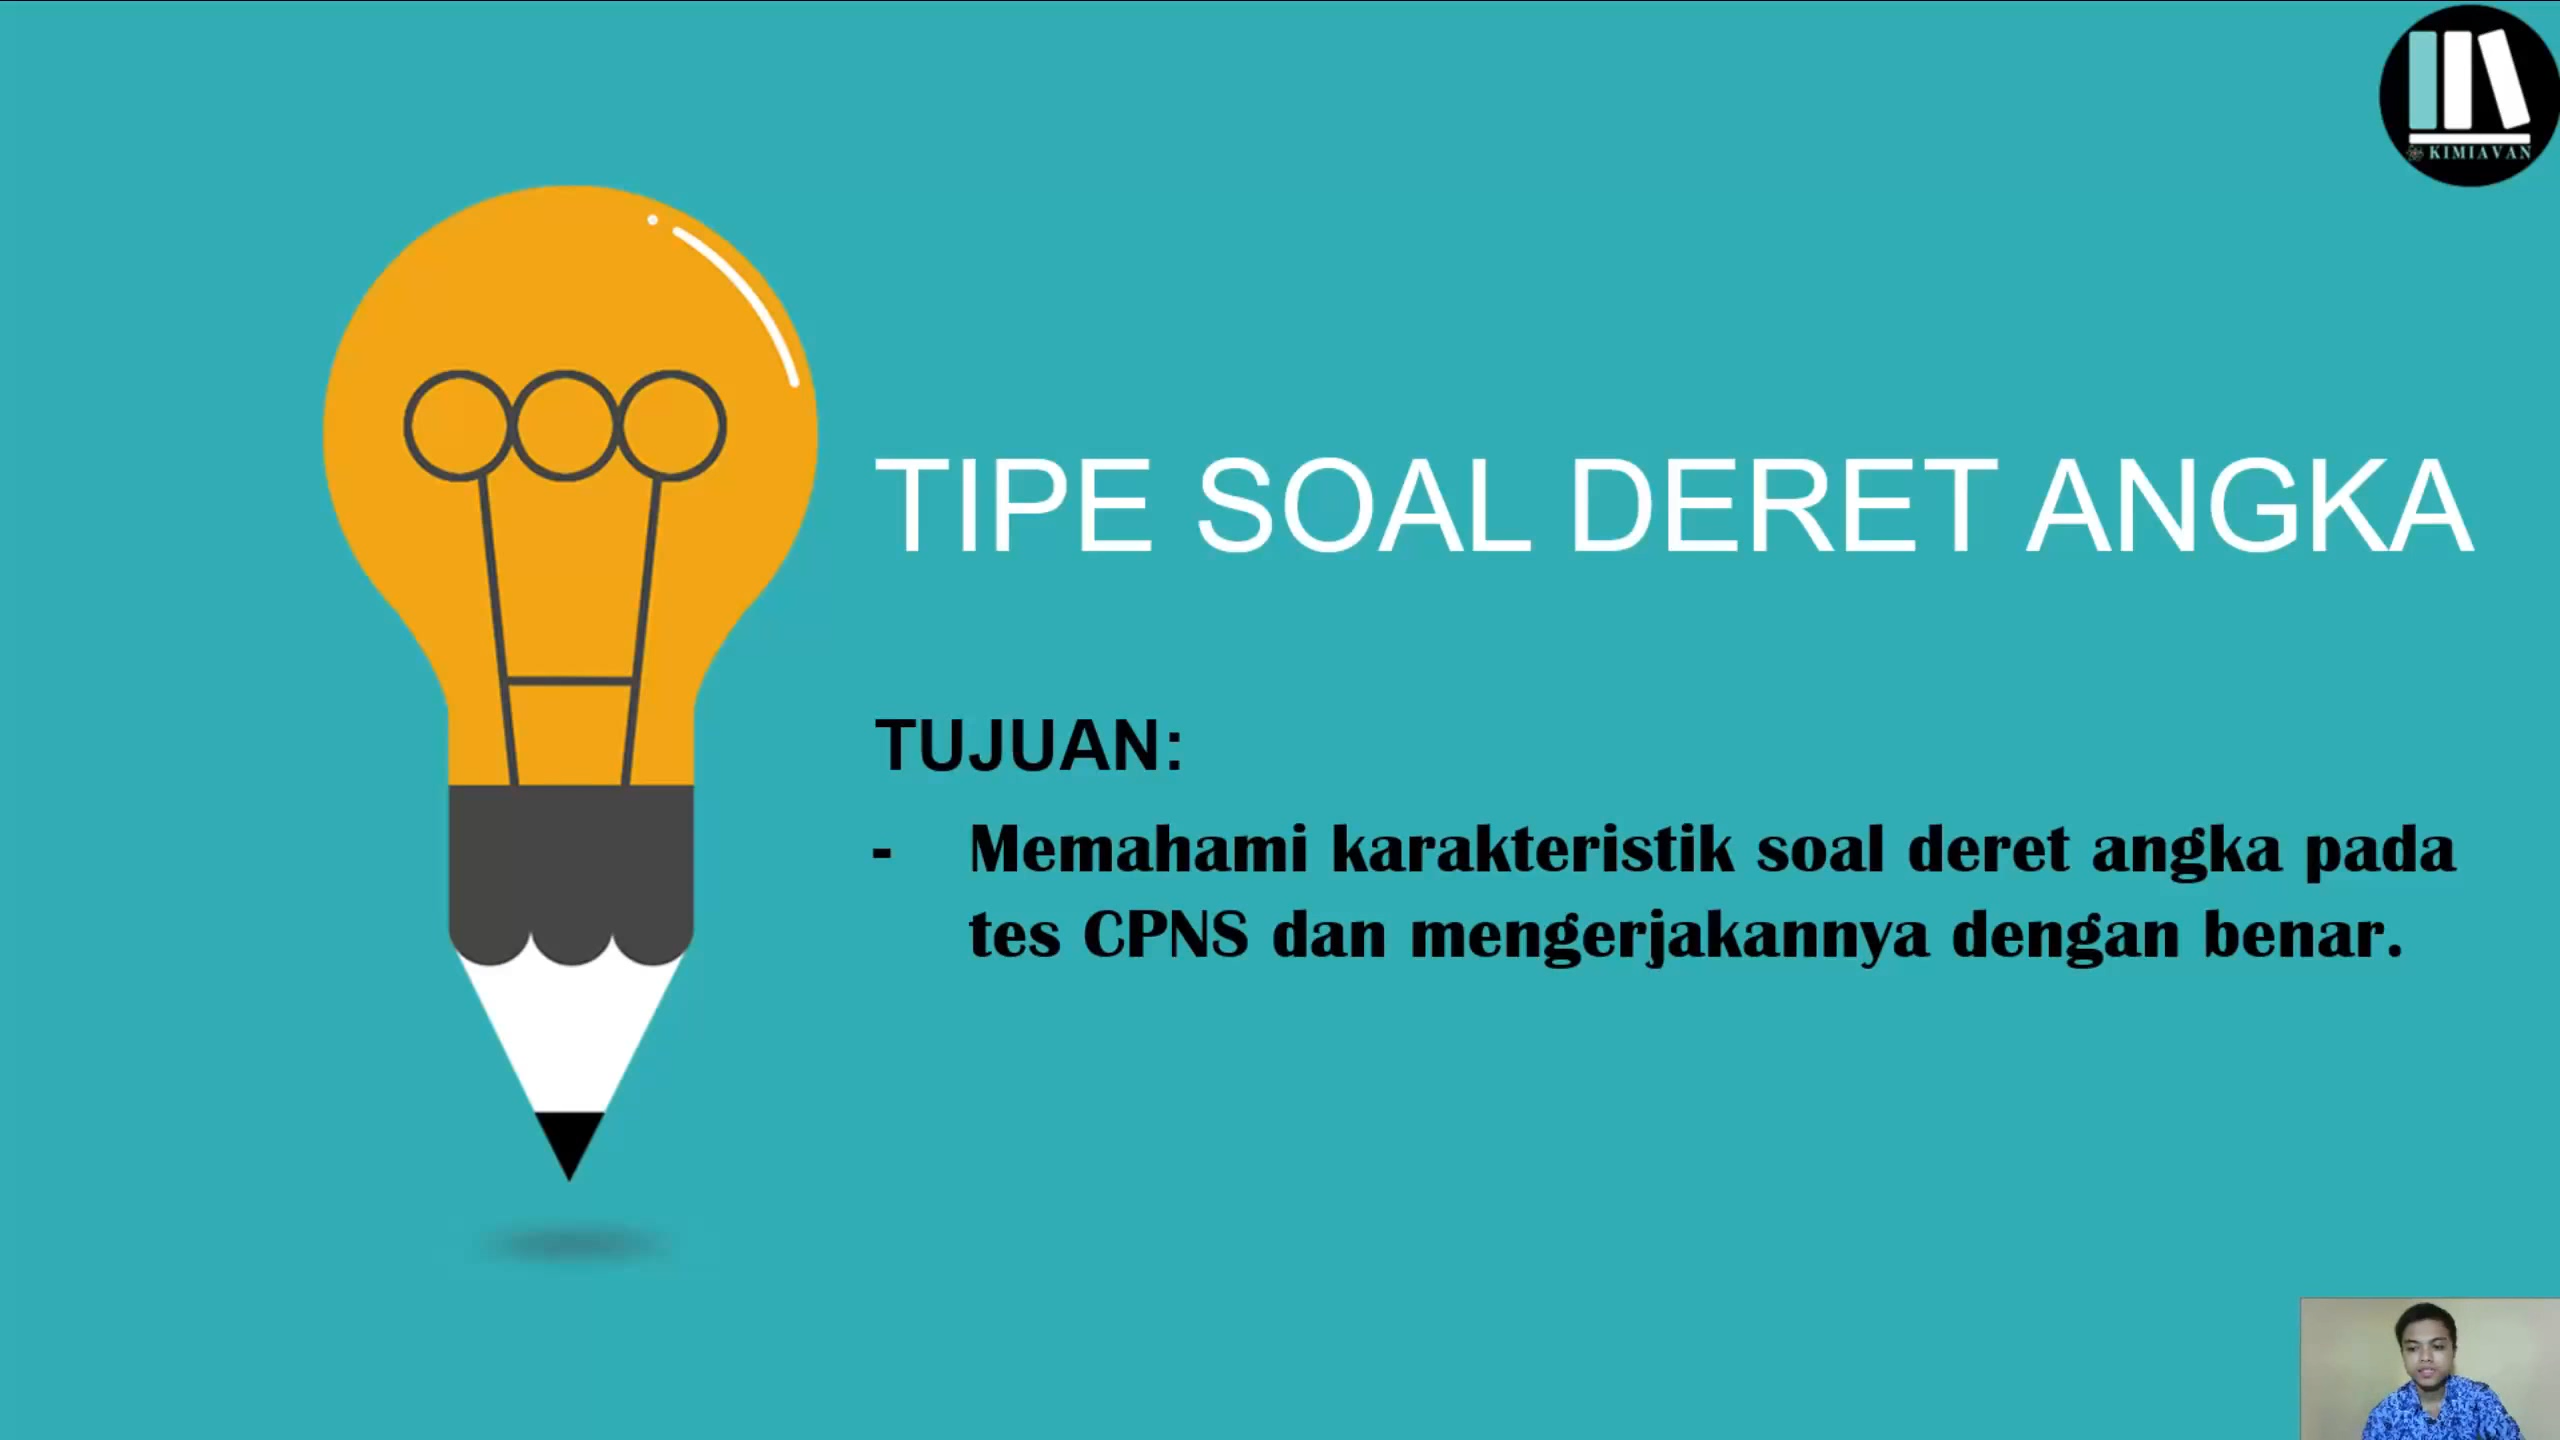 KIMIAVAN
TIPE SOAL DERET ANGKA
TUJUAN:
- Memahami karakteristik soal deret angka pada
tes CPNS dan mengerjakannya dengan benar.